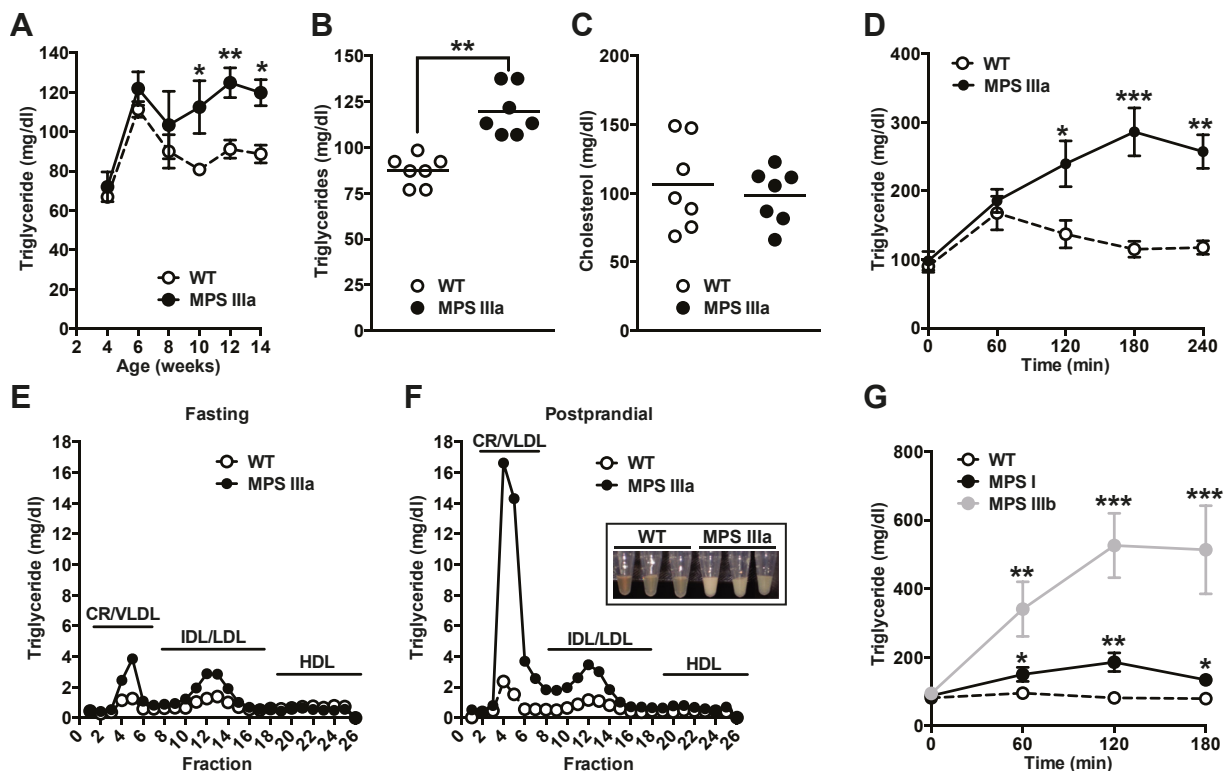 A
Triglyceride (mg/dl)
140
120
100
80
60
40
20
0
* ** *
WT
MPS IIIa
2 4 6 8 10 12 14
Age (weeks)
B
Triglycerides (mg/dl)
150
125
100
75
50
25
0
**
WT
MPS IIIa
C
Cholesterol (mg/dl)
200
150
100
50
0
WT
MPS IIIa
D
Triglyceride (mg/dl)
400
300
200
100
0
WT
MPS IIIa
* *** **
0 60 120 180 240
Time (min)
E
Fasting
Triglyceride (mg/dl)
18
16
14
12
10
8
6
4
2
0
WT
MPS IIIa
CR/VLDL
IDL/LDL
HDL
0 2 4 6 8 10 12 14 16 18 20 22 24 26
Fraction
F
Postprandial
Triglyceride (mg/dl)
18
16
14
12
10
8
6
4
2
0
CR/VLDL
WT
MPS IIIa
WT MPS IIIa
IDL/LDL
HDL
0 2 4 6 8 10 12 14 16 18 20 22 24 26
Fraction
G
Triglyceride (mg/dl)
800
600
400
200
0
WT
MPS I
MPS IIIb
** *** ***
* ** *
0 60 120 180
Time (min)